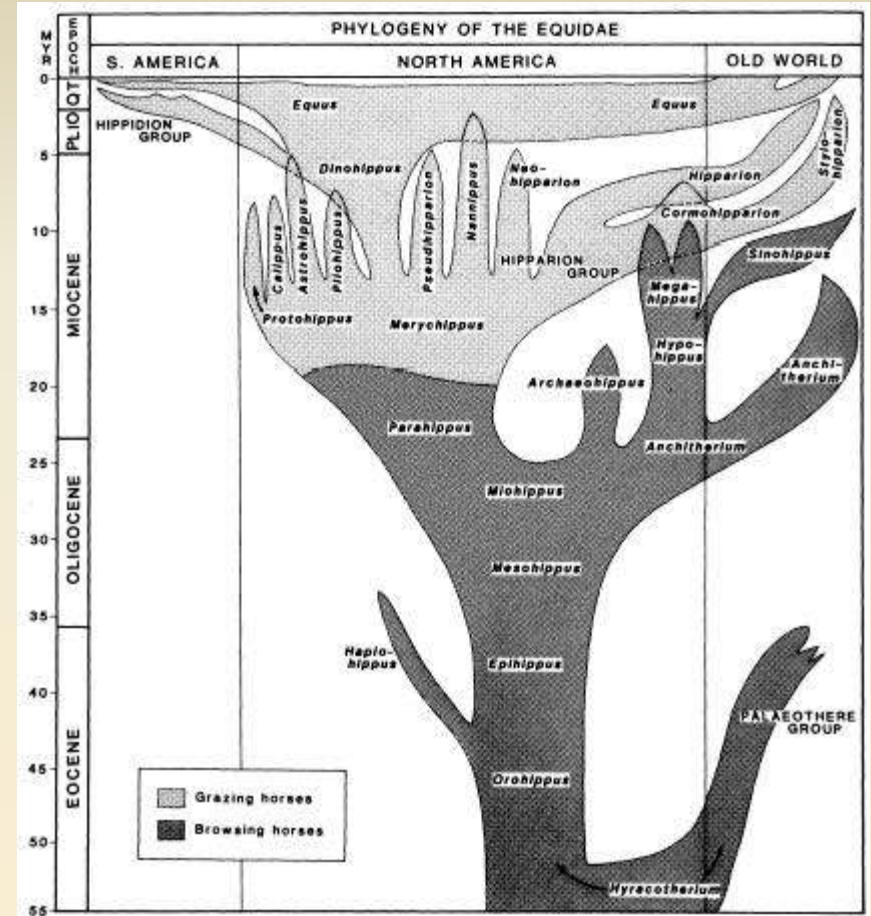 PHYLOGENY OF THE EQUIDAE
MYR
EPOCH
S. AMERICA
NORTH AMERICA
OLD WORLD
0
5
10
15
20
25
30
35
40
45
50
55
QT
PLIO
MIOCENE
OLIGOCENE
EOCENE
HIPPIDION
GROUP
Equus
Equus
Dinohippus
Neo-
hipparion
Hipparion
Stylo-
hipparion
Calippus
Astrohippus
Pliohippus
Pseudhipparion
Nannippus
Cormohipparion
HIPPARION
GROUP
Sinohippus
Mega-
hippus
Protohippus
Merychippus
Hypo-
hippus
Archaeohippus
Anchi-
therium
Parahippus
Anchitherium
Miohippus
Mesohippus
Haplo-
hippus
Epihippus
PALAEOTHERE
GROUP
Orohippus
Grazing horses
Browsing horses
Hyracotherium